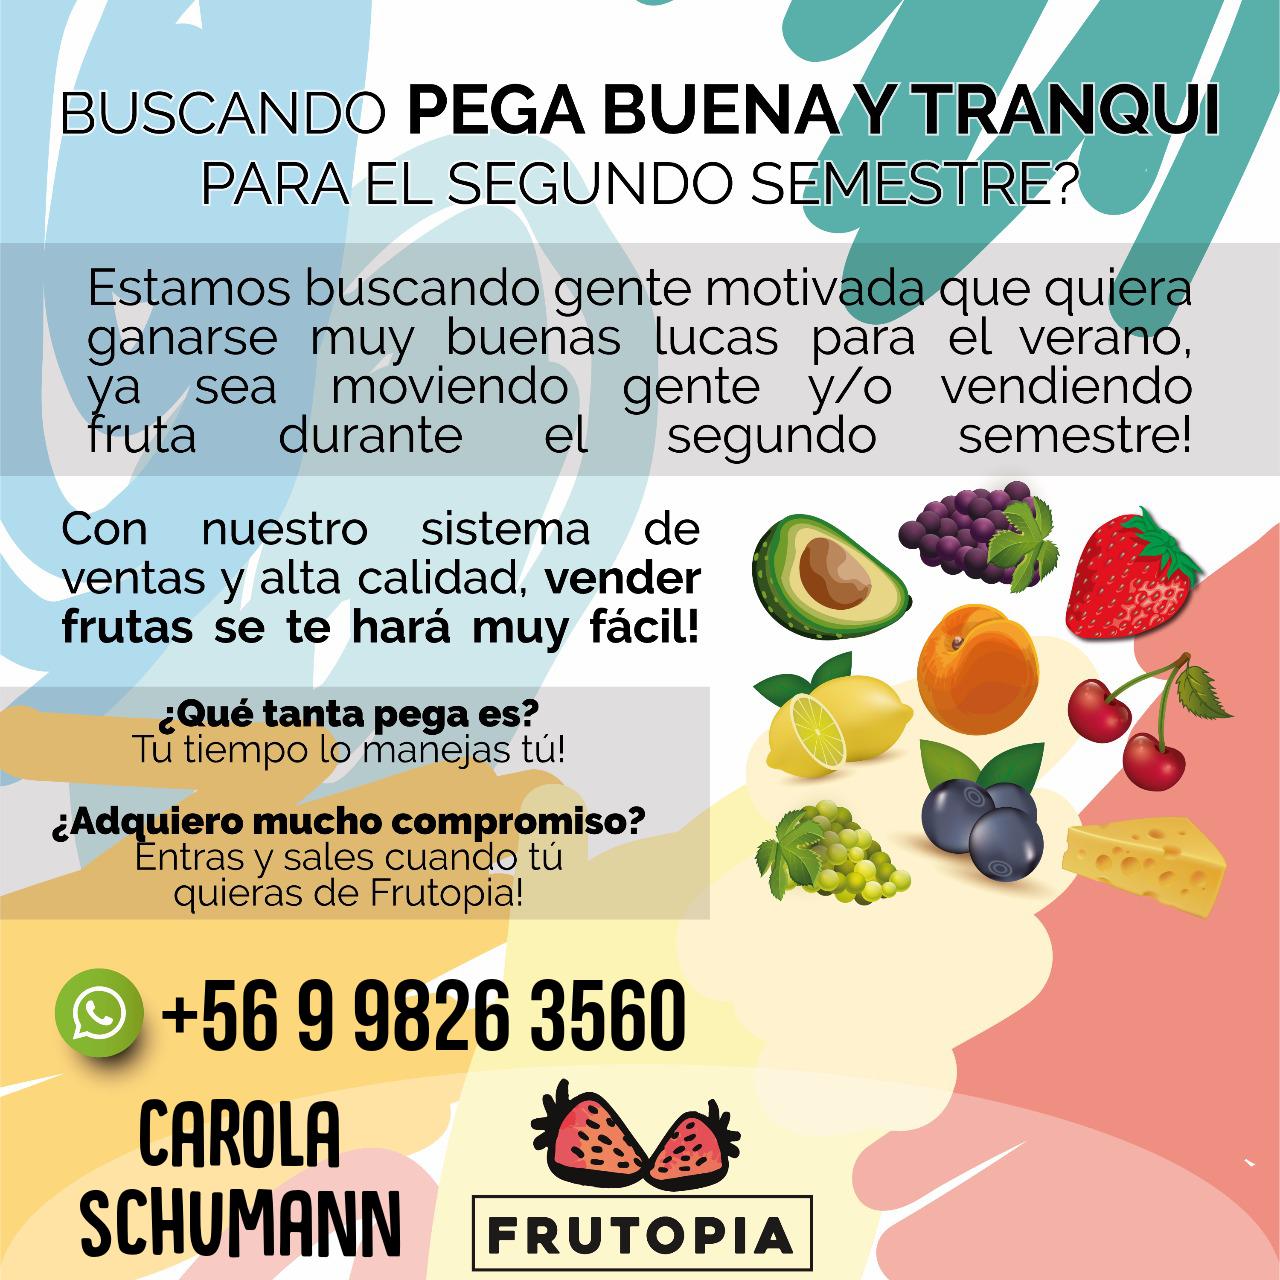 BUSCANDO PEGA BUENA Y TRANQUI
PARA EL SEGUNDO SEMESTRE?
Estamos buscando gente motivada que quiera
ganarse muy buenas lucas para el verano,
ya sea moviendo gente y/o vendiendo
fruta durante el segundo semestre!
Con nuestro sistema de
ventas y alta calidad, vender
frutas se te hará muy fácil!
¿Qué tanta pega es?
Tu tiempo lo manejas tú!
¿Adquiero mucho compromiso?
Entras y sales cuando tú
quieras de Frutopia!
+56 9 9826 3560
CAROLA
SCHUMANN
FRUTOPIA